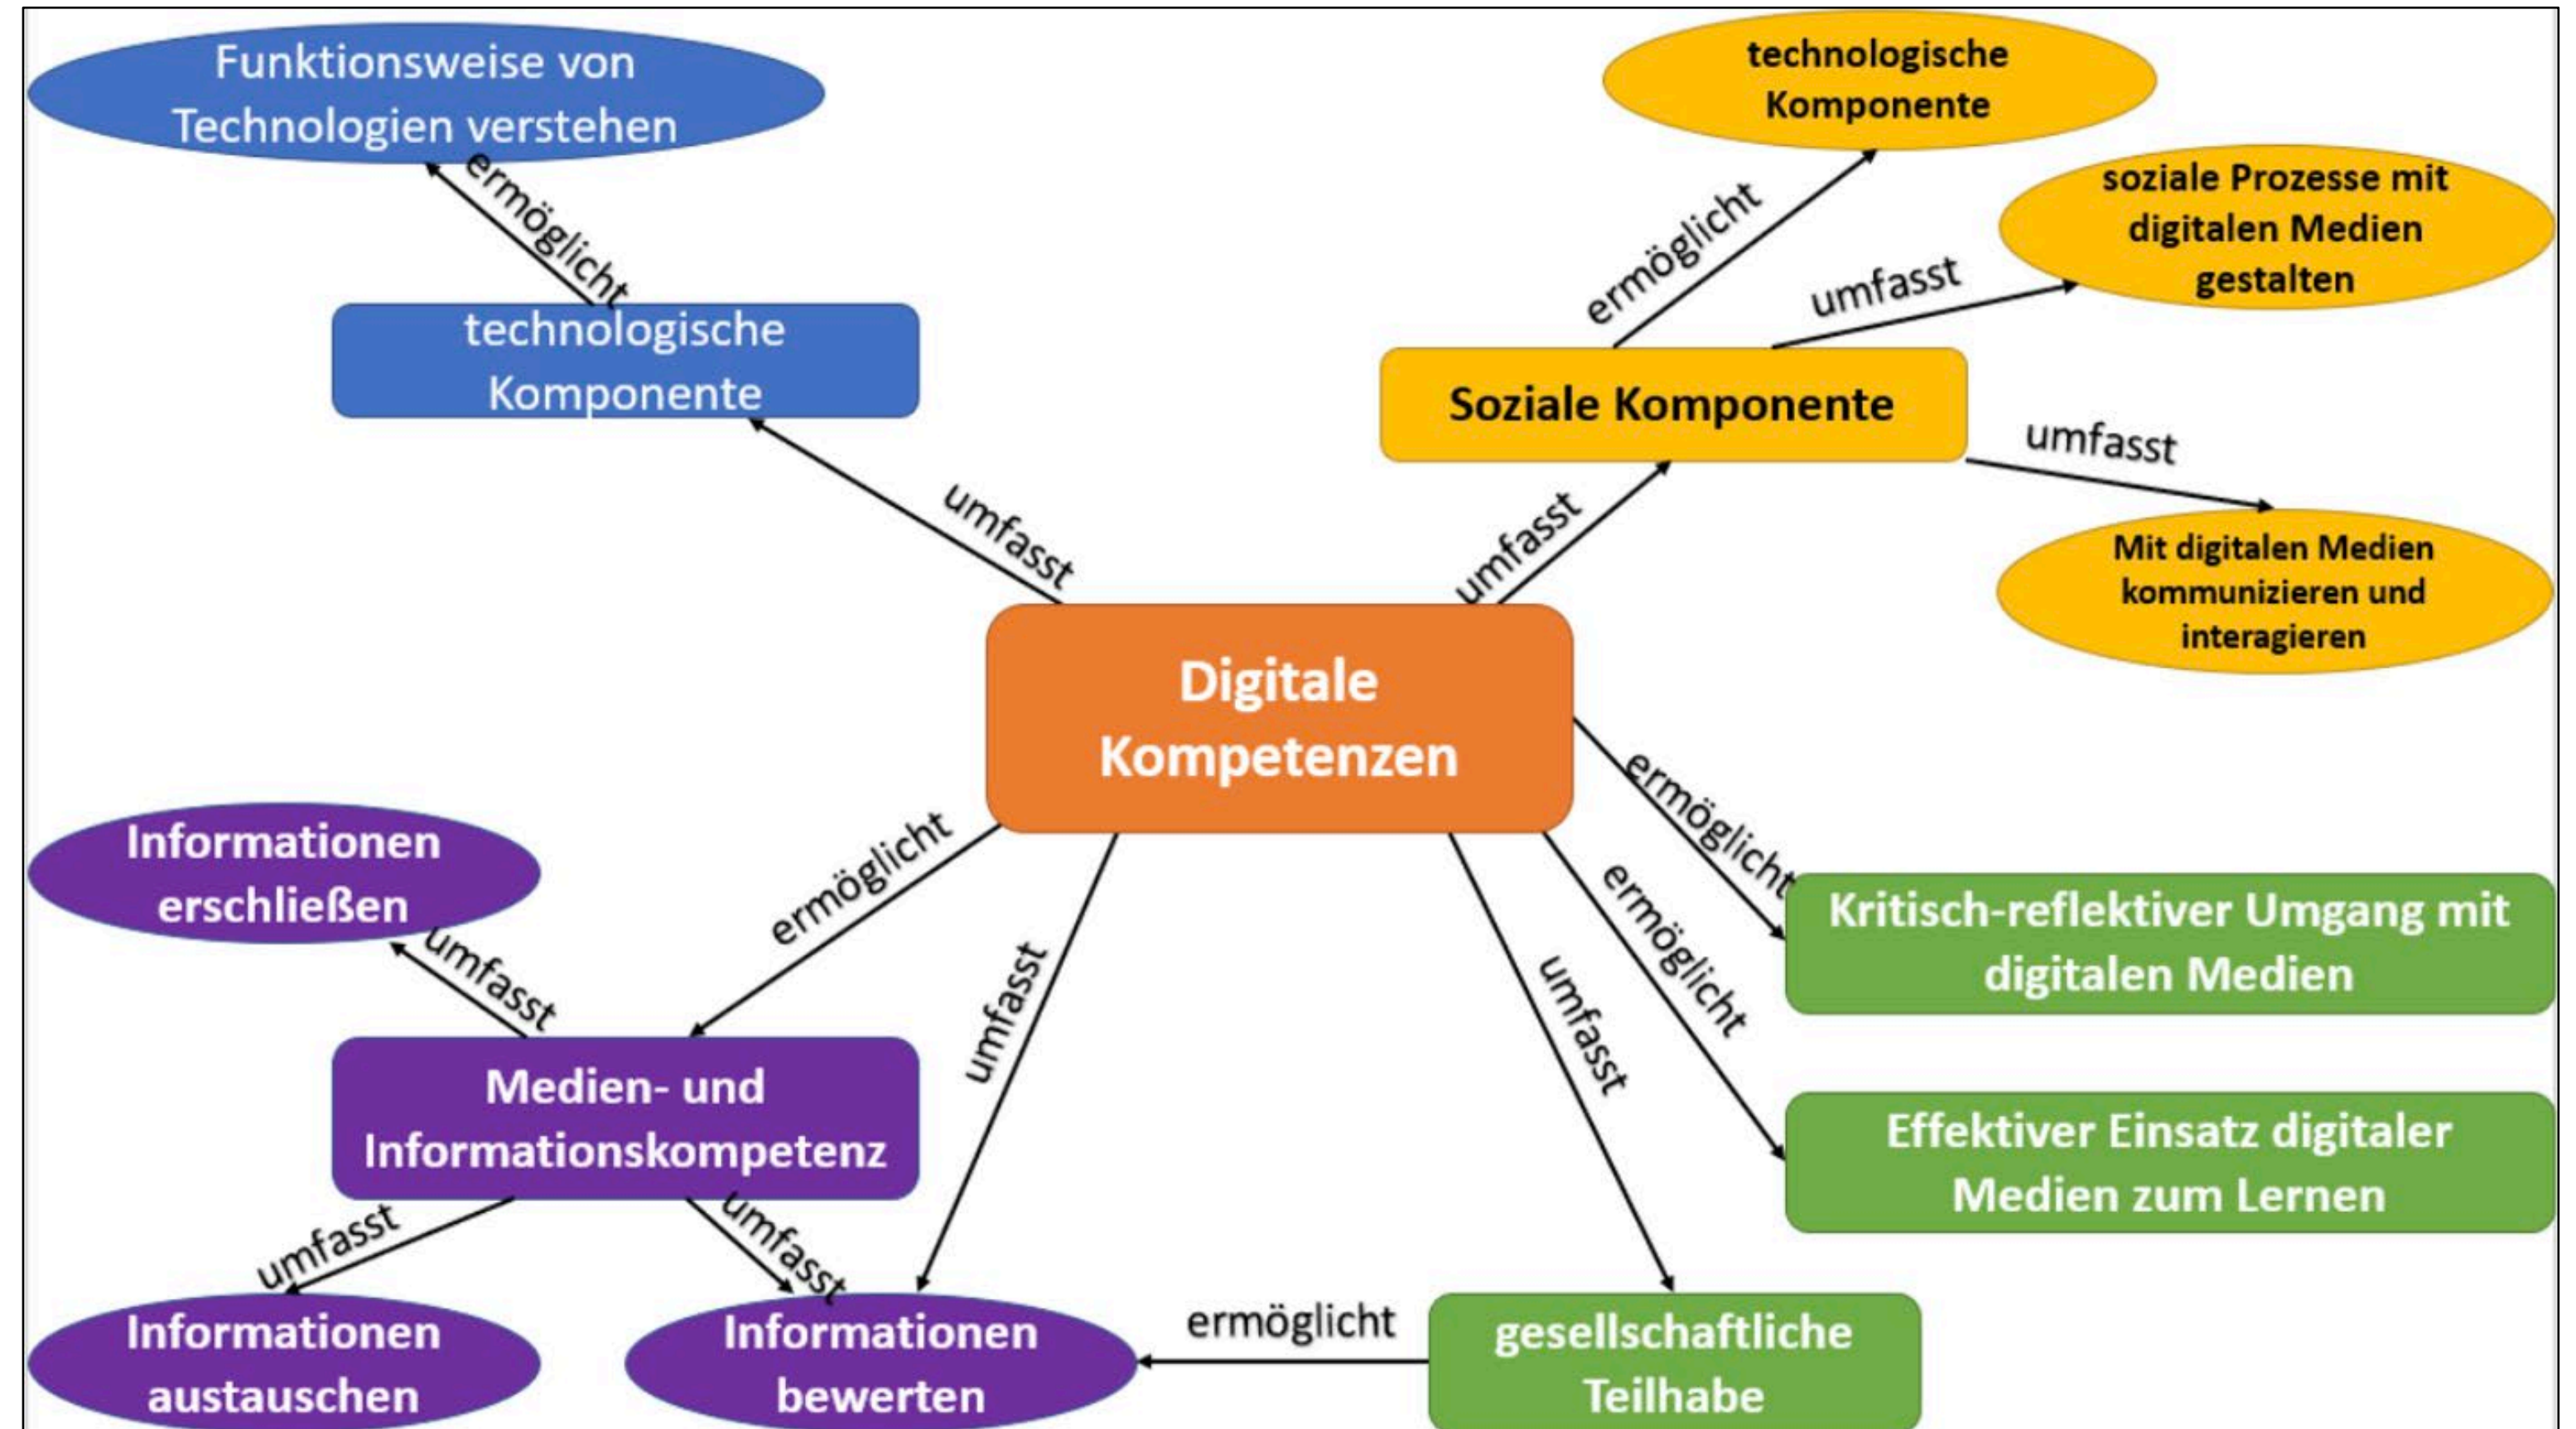 Funktionsweise von
Technologien verstehen
ermöglicht
technologische
Komponente
umfasst
technologische
Komponente
ermöglicht
soziale Prozesse mit
digitalen Medien
gestalten
umfasst
Soziale Komponente
umfasst
Mit digitalen Medien
kommunizieren und
interagieren
umfasst
Digitale
Kompetenzen
ermöglicht
Kritisch-reflektiver Umgang mit
digitalen Medien
ermöglicht
Effektiver Einsatz digitaler
Medien zum Lernen
umfasst
gesellschaftliche
Teilhabe
ermöglicht
umfasst
ermöglicht
Informationen
erschließen
umfasst
Medien- und
Informationskompetenz
umfasst
umfasst
Informationen
austauschen
Informationen
bewerten